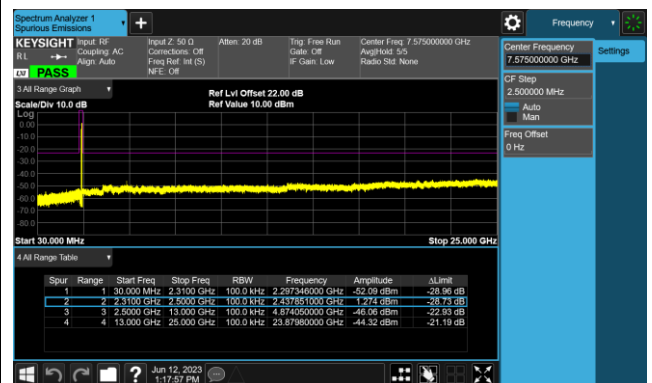 Spectrum Analyzer 1
Spurious Emissions
Frequency
KEYSIGHT
R L
LXI
PASS
Input: RF
Coupling: AC
Align: Auto
Input Z: 50 Ω
Corrections: Off
Freq Ref: Int (S)
NFE: Off
Atten: 20 dB
Trig: Free Run
Gate: Off
IF Gain: Low
Center Freq: 7.575000000 GHz
Avg|Hold: 5/5
Radio Std: None
Center Frequency
7.575000000 GHz
Settings
CF Step
2.500000 MHz
Auto
Man
Freq Offset
0 Hz
3 All Range Graph
Scale/Div 10.0 dB
Ref Lvl Offset 22.00 dB
Ref Value 10.00 dBm
Log
0.00
-10.0
-20.0
-30.0
-40.0
-50.0
-60.0
-70.0
-80.0
Start 30.000 MHz
Stop 25.000 GHz
4 All Range Table
Spur Range Start Freq Stop Freq RBW Frequency Amplitude ΔLimit
1 1 30.000 MHz 2.3100 GHz 100.0 kHz 2.297346000 GHz -52.09 dBm -28.96 dB
2 2 2.3100 GHz 2.5000 GHz 100.0 kHz 2.437851000 GHz 1.274 dBm -28.73 dB
3 3 2.5000 GHz 13.000 GHz 100.0 kHz 4.874050000 GHz -46.06 dBm -22.93 dB
4 4 13.000 GHz 25.000 GHz 100.0 kHz 23.87980000 GHz -44.32 dBm -21.19 dB
Jun 12, 2023
1:17:57 PM